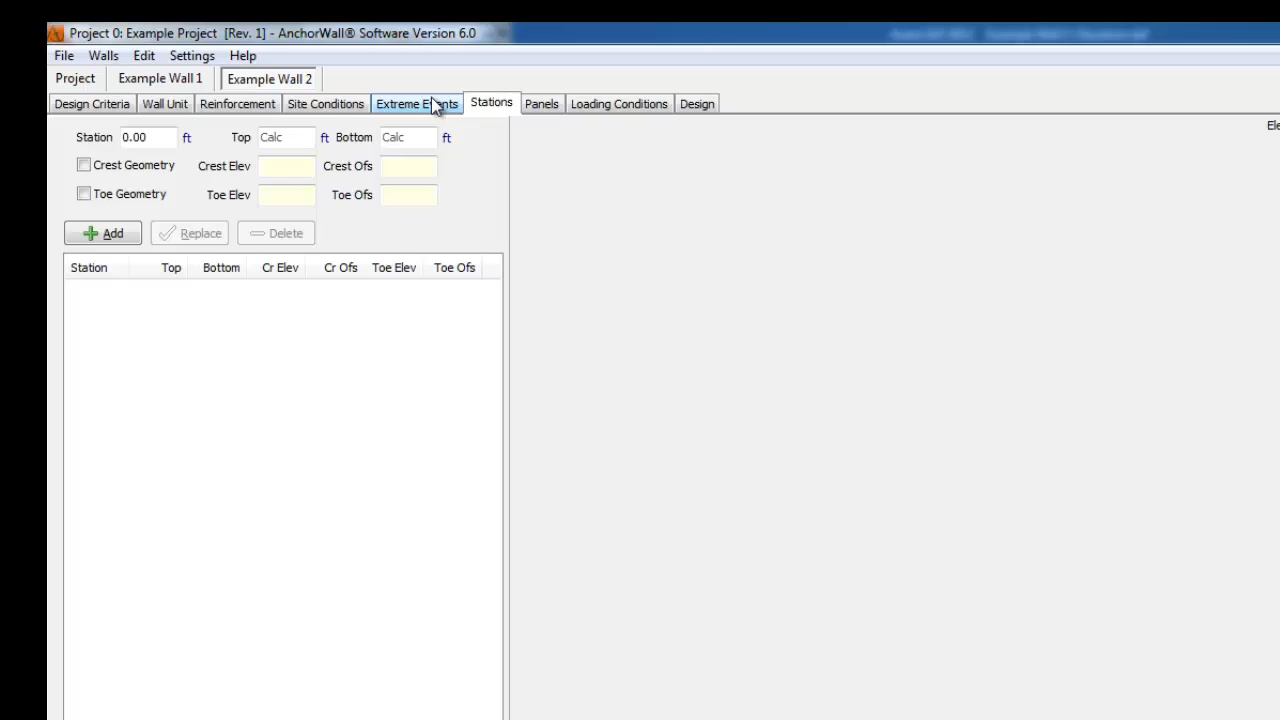 Project 0: Example Project [Rev. 1] - AnchorWall® Software Version 6.0
File Walls Edit Settings Help
Project Example Wall 1 Example Wall 2
Design Criteria Wall Unit Reinforcement Site Conditions Extreme Events Stations Panels Loading Conditions Design
Station 0.00 ft Top Calc ft Bottom Calc ft
Crest Geometry Crest Elev Crest Ofs
Toe Geometry Toe Elev Toe Ofs
Add Replace Delete
Station Top Bottom Cr Elev Cr Ofs Toe Elev Toe Ofs